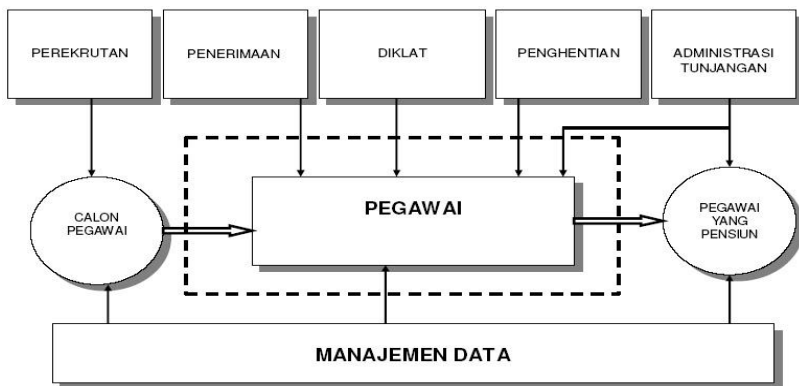 PEREKRUTAN
PENERIMAAN
DIKLAT
PENGHENTIAN
ADMINISTRASI
TUNJANGAN
CALON
PEGAWAI
PEGAWAI
PEGAWAI
YANG
PENSIUN
MANAJEMEN DATA